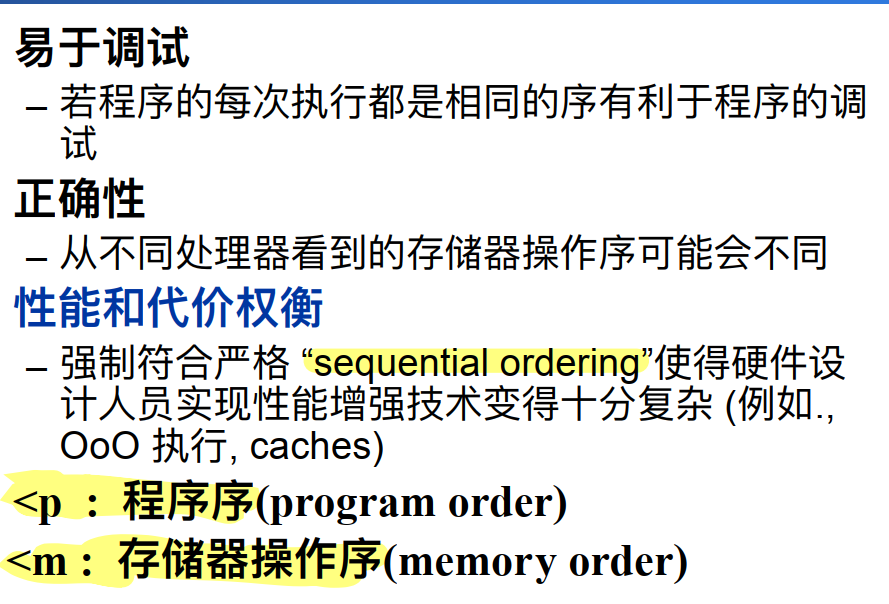 易于调试
– 若程序的每次执行都是相同的序有利于程序的调
试
正确性
– 从不同处理器看到的存储器操作序可能会不同
性能和代价权衡
– 强制符合严格 “sequential ordering”使得硬件设
计人员实现性能增强技术变得十分复杂 (例如.,
OoO 执行, caches)
<p : 程序序(program order)
<m : 存储器操作序(memory order)